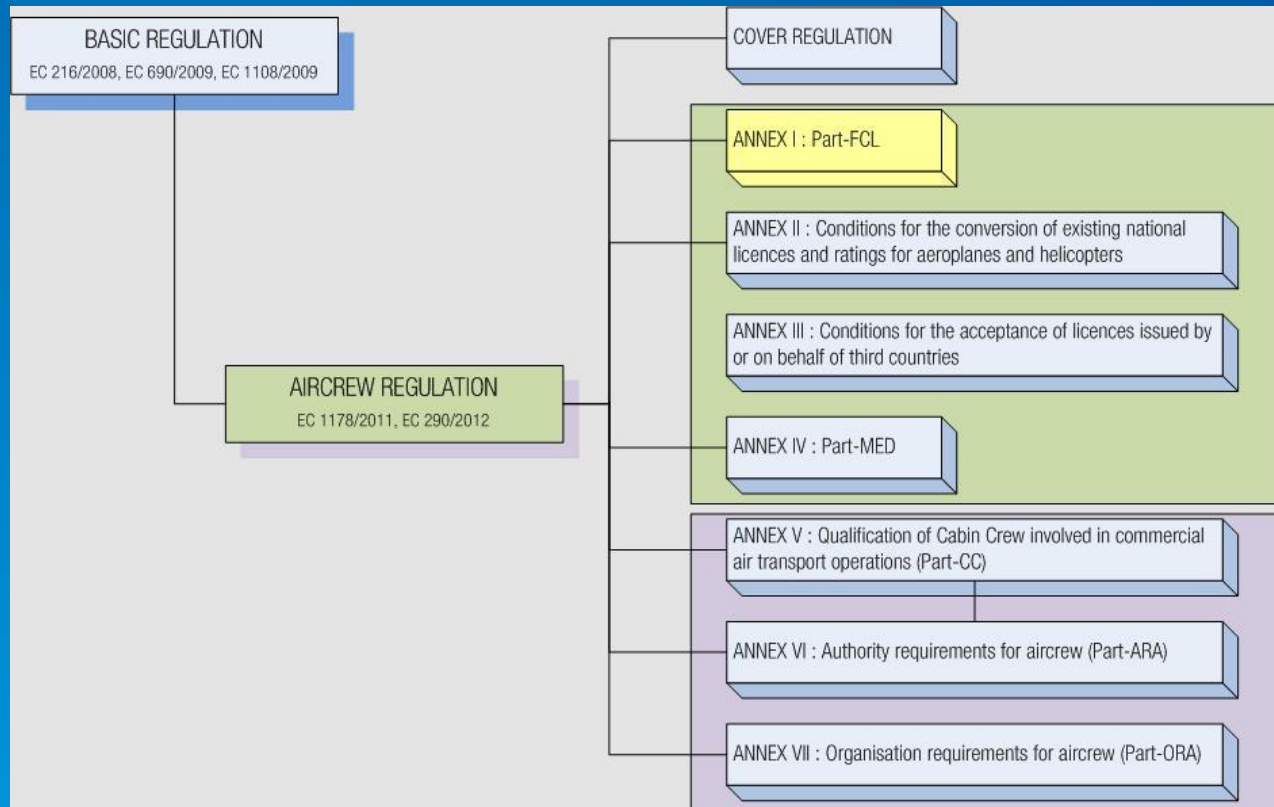 BASIC REGULATION
EC 216/2008, EC 690/2009, EC 1108/2009
COVER REGULATION
ANNEX I : Part-FCL
ANNEX II : Conditions for the conversion of existing national
licences and ratings for aeroplanes and helicopters
ANNEX III : Conditions for the acceptance of licences issued by
or on behalf of third countries
AIRCREW REGULATION
EC 1178/2011, EC 290/2012
ANNEX IV : Part-MED
ANNEX V : Qualification of Cabin Crew involved in commercial
air transport operations (Part-CC)
ANNEX VI : Authority requirements for aircrew (Part-ARA)
ANNEX VII : Organisation requirements for aircrew (Part-ORA)